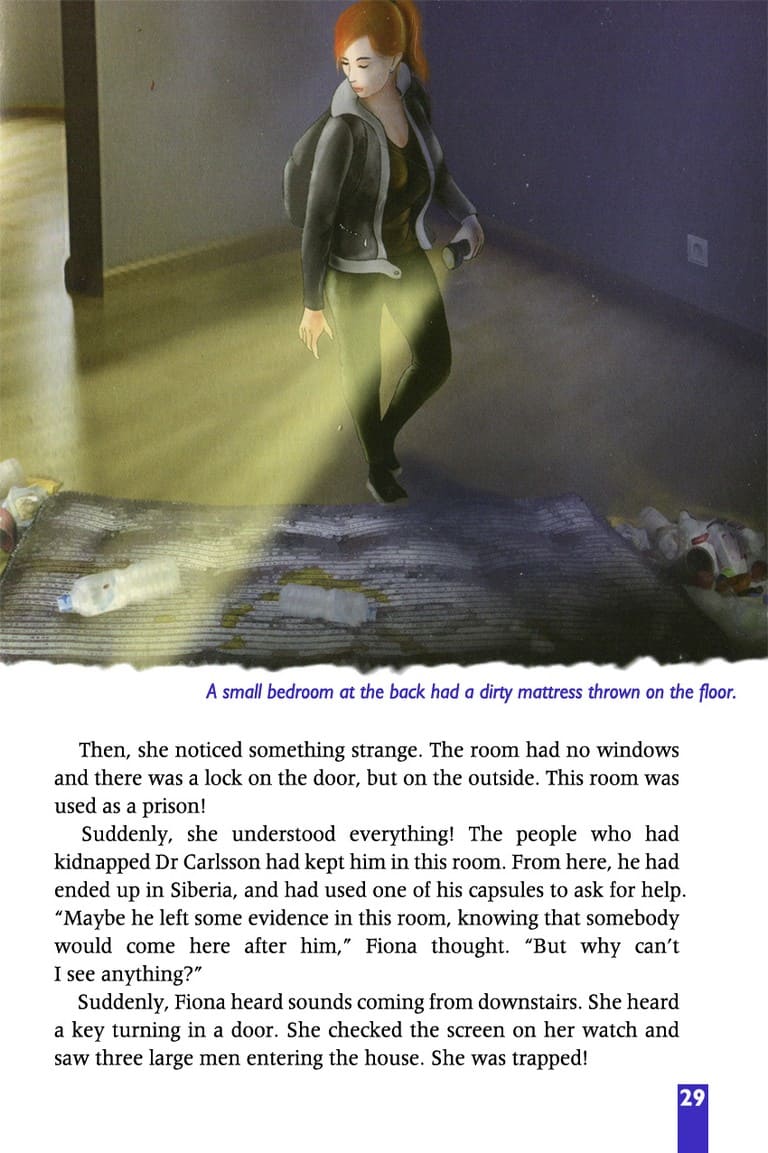 A small bedroom at the back had a dirty mattress thrown on the floor.
Then, she noticed something strange. The room had no windows
and there was a lock on the door, but on the outside. This room was
used as a prison!
Suddenly, she understood everything! The people who had
kidnapped Dr Carlsson had kept him in this room. From here, he had
ended up in Siberia, and had used one of his capsules to ask for help.
“Maybe he left some evidence in this room, knowing that somebody
would come here after him,” Fiona thought. “But why can’t
I see anything?”
Suddenly, Fiona heard sounds coming from downstairs. She heard
a key turning in a door. She checked the screen on her watch and
saw three large men entering the house. She was trapped!
29